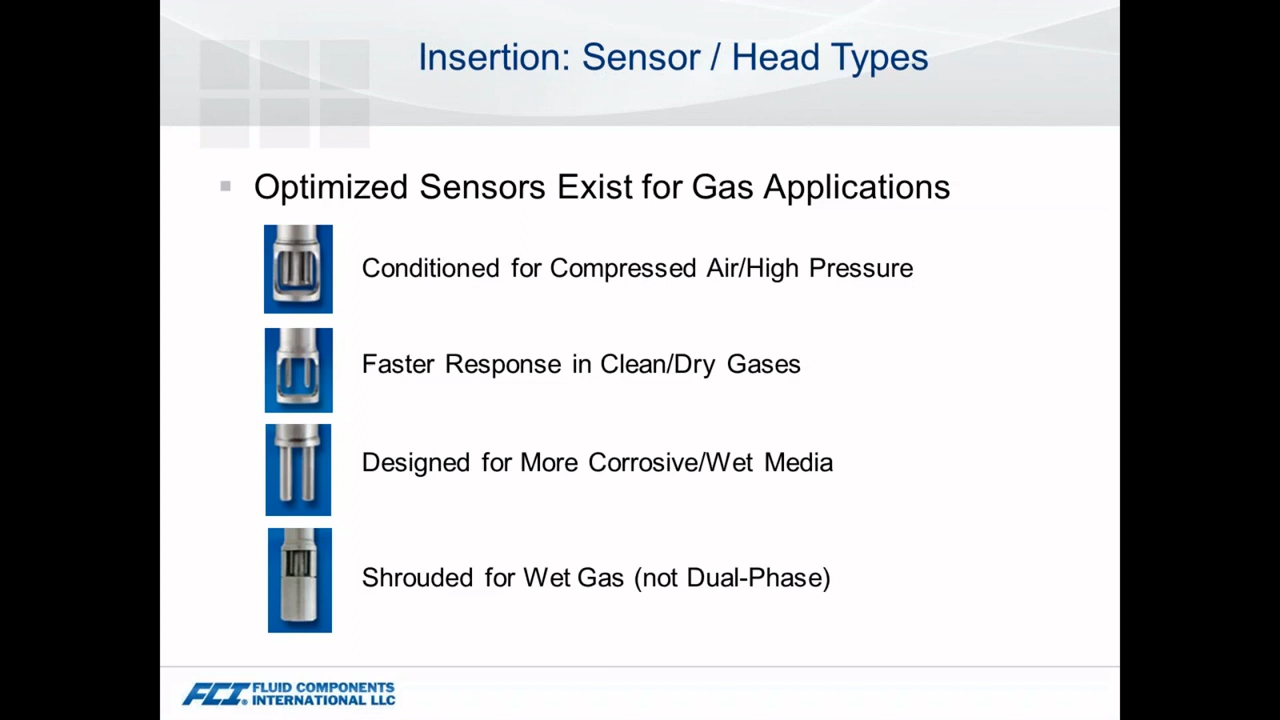 Insertion: Sensor / Head Types
Optimized Sensors Exist for Gas Applications
Conditioned for Compressed Air/High Pressure
Faster Response in Clean/Dry Gases
Designed for More Corrosive/Wet Media
Shrouded for Wet Gas (not Dual-Phase)
FCI® FLUID COMPONENTS
INTERNATIONAL LLC